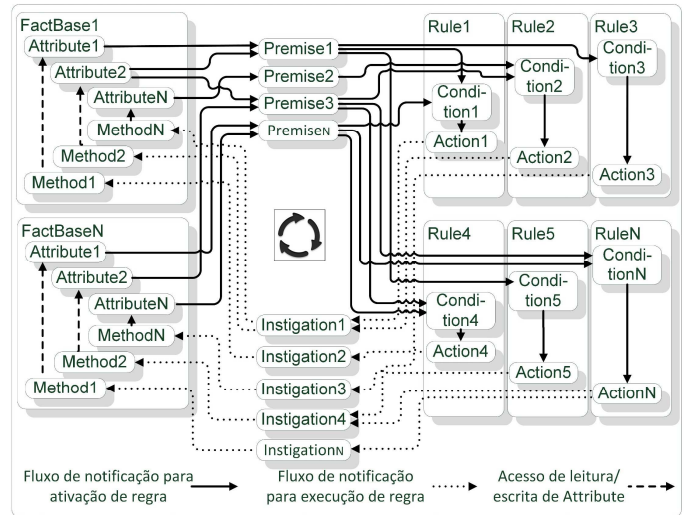 FactBase1
Attribute1
Attribute2
AttributeN
MethodN
Method2
Method1
FactBaseN
Attribute1
Attribute2
AttributeN
MethodN
Method2
Method1
Premise1
Premise2
Premise3
PremiseN
Instigation1
Instigation2
Instigation3
Instigation4
InstigationN
Rule1
Condi-
tion1
Action1
Rule2
Condi-
tion2
Action2
Rule3
Condi-
tion3
Action3
Rule4
Condi-
tion4
Action4
Rule5
Condi-
tion5
Action5
RuleN
Condi-
tionN
ActionN
Fluxo de notificação para
ativação de regra
Fluxo de notificação
para execução de regra
Acesso de leitura/
escrita de Attribute